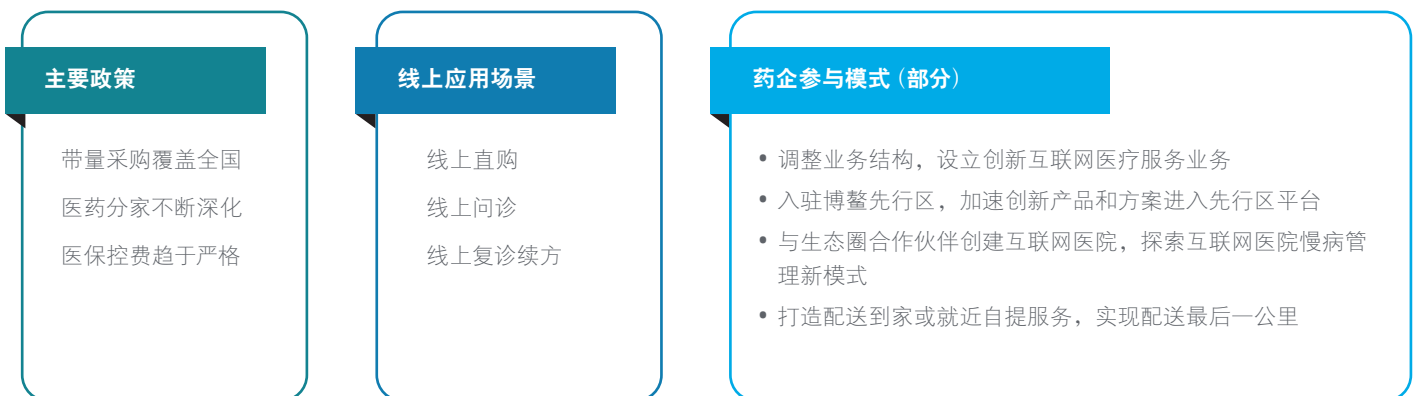 主要政策
带量采购覆盖全国
医药分家不断深化
医保控费趋于严格
线上应用场景
线上直购
线上问诊
线上复诊续方
药企参与模式（部分）
• 调整业务结构，设立创新互联网医疗服务业务
• 入驻博鳌先行区，加速创新产品和方案进入先行区平台
• 与生态圈合作伙伴创建互联网医院，探索互联网医院慢病管
理新模式
• 打造配送到家或就近自提服务，实现配送最后一公里